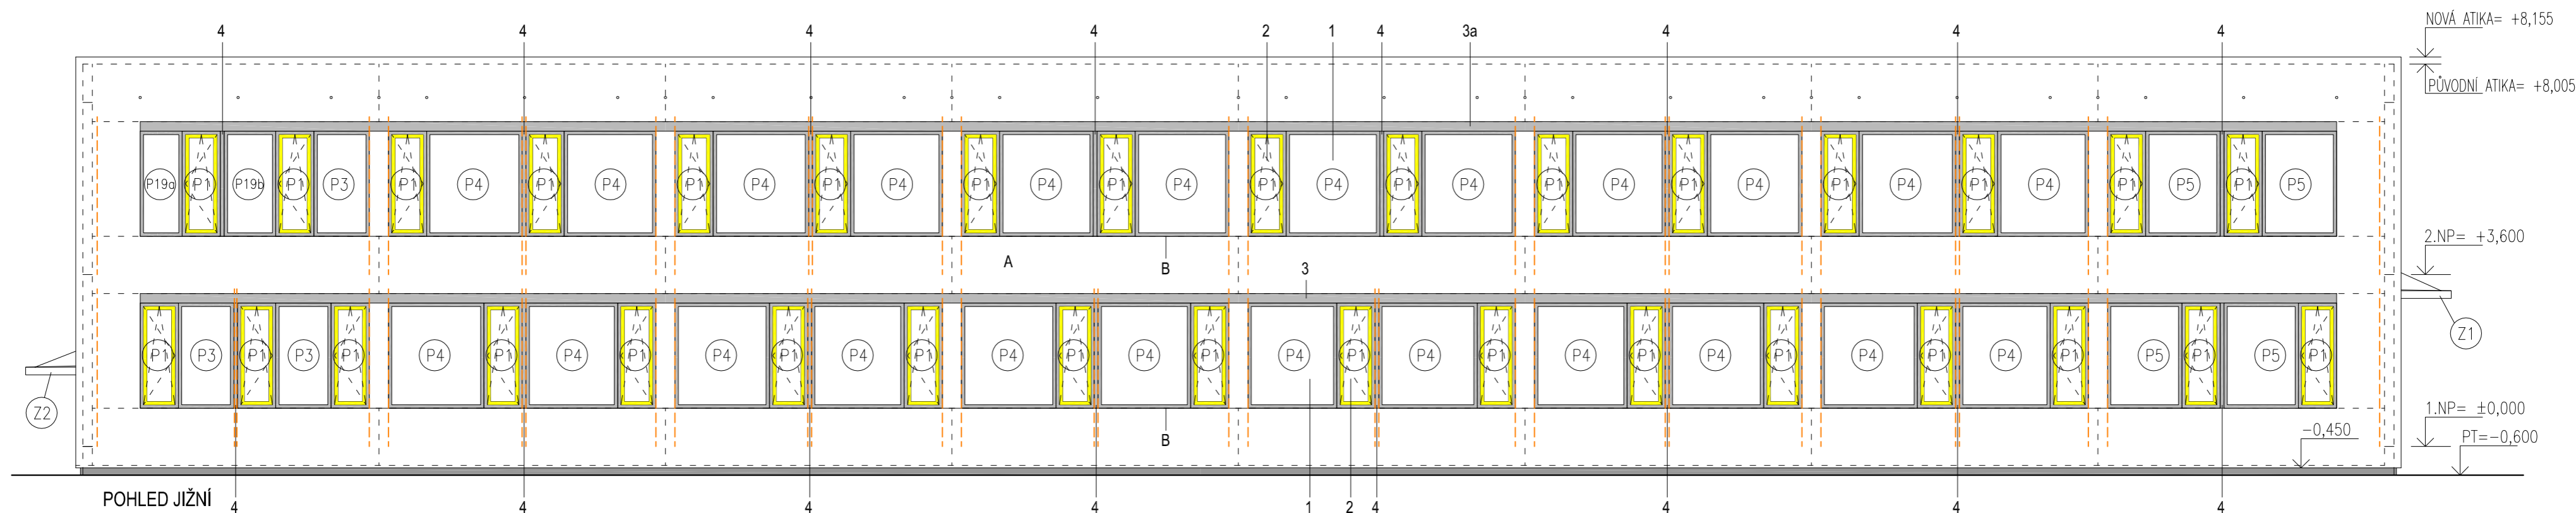 NOVÁ ATIKA= +8,155
4 4 4 4 2 1 4 3a 4 4 4
PŮVODNÍ ATIKA= +8,005
P19a P1 P19b P1 P3 P1 P4 P1 P4 P1 P4 P1 P4 P1 P4 P1 P4 P1 P4 P1 P4 P1 P4 P1 P4 P1 P4 P1 P4 P1 P5 P1 P5
2.NP= +3,600
A B 3
Z1
P1 P3 P1 P3 P1 P4 P1 P4 P1 P4 P1 P4 P1 P4 P1 P4 P1 P4 P1 P4 P1 P4 P1 P4 P1 P4 P1 P4 P1 P5 P1 P5 P1
Z2
1.NP= ±0,000
B
-0,450
PT=-0,600
POHLED JIŽNÍ
4 4 4 4 1 2 4 4 4 4